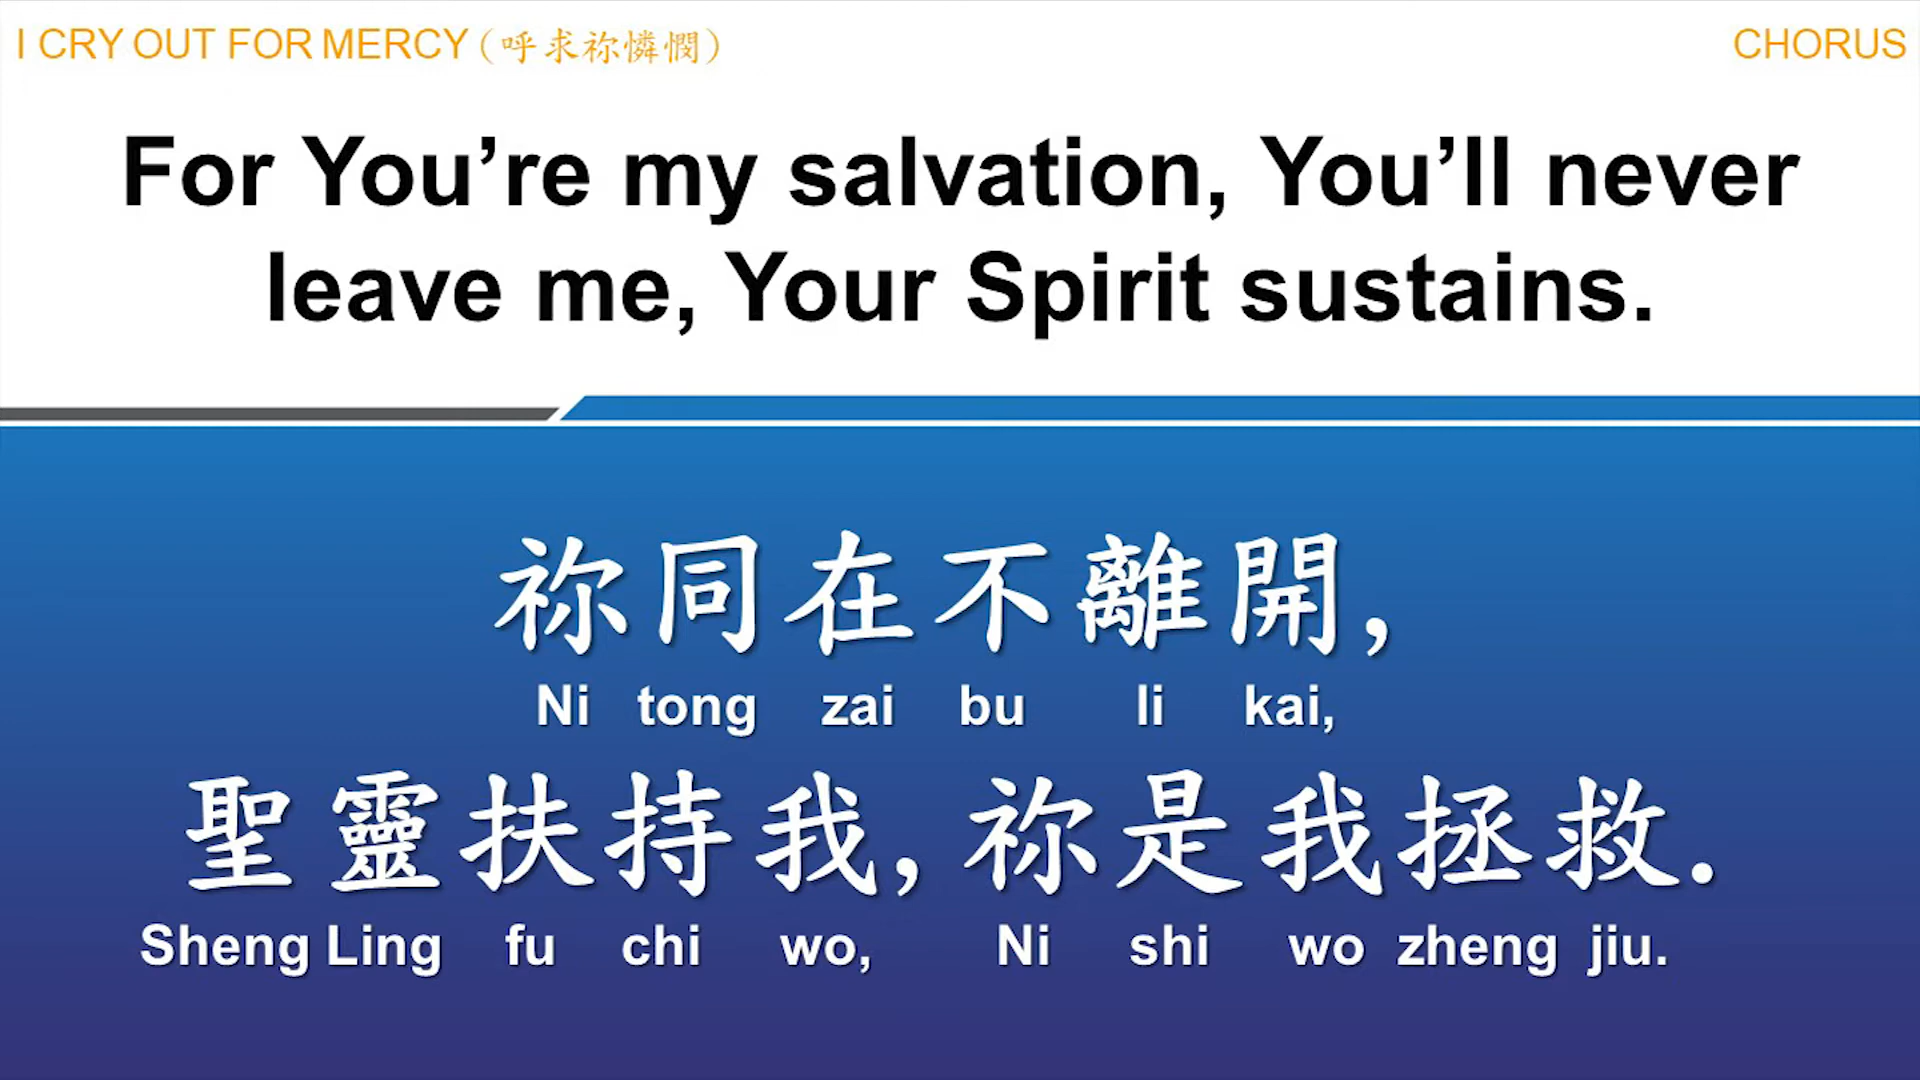 I CRY OUT FOR MERCY (呼求祢憐憫)
CHORUS
For You’re my salvation, You’ll never
leave me, Your Spirit sustains.
祢同在不離開,
Ni tong zai bu li kai,
聖靈扶持我, 祢是我拯救.
Sheng Ling fu chi wo, Ni shi wo zheng jiu.